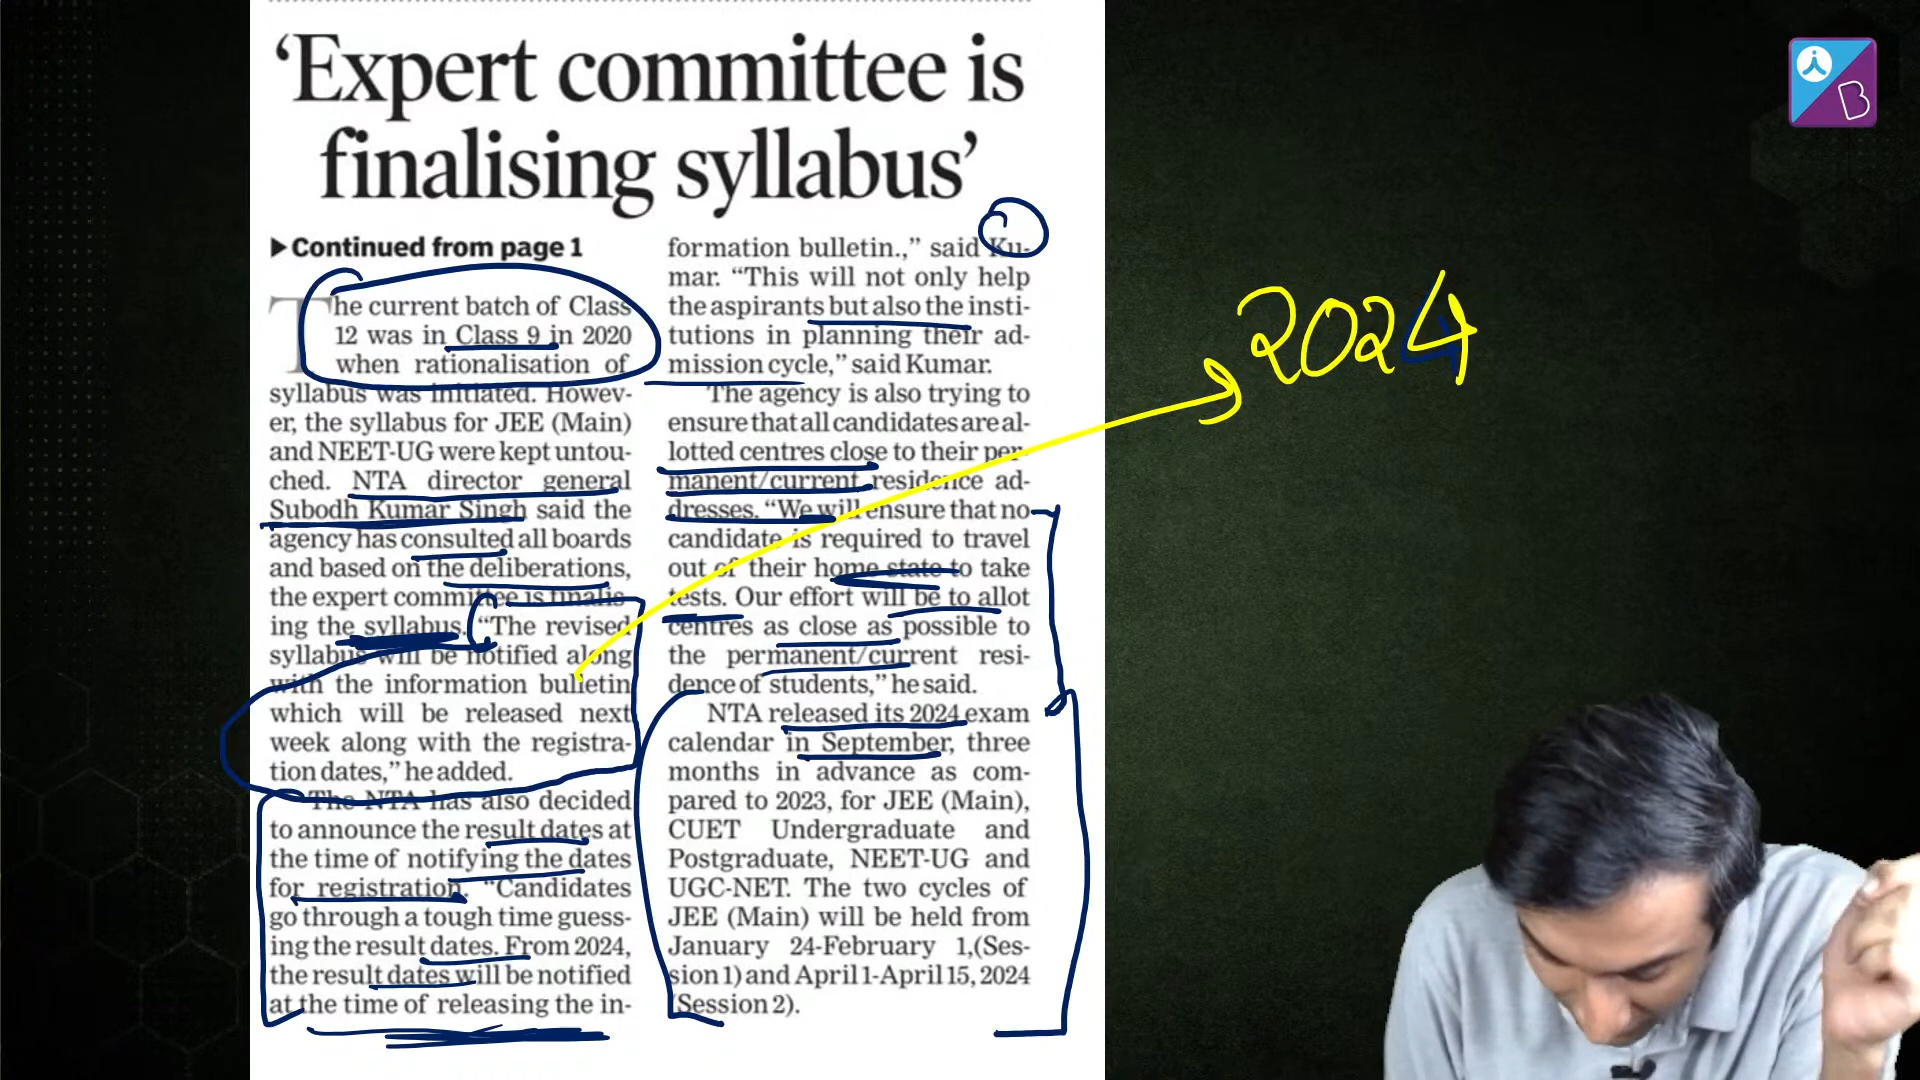 ‘Expert committee is
finalising syllabus’
▶Continued from page 1
The current batch of Class
12 was in Class 9 in 2020
when rationalisation of
syllabus was initiated. Howev-
er, the syllabus for JEE (Main)
and NEET-UG were kept untou-
ched. NTA director general
Subodh Kumar Singh said the
agency has consulted all boards
and based on the deliberations,
the expert committee is finalis-
ing the syllabus. “The revised
syllabus will be notified along
with the information bulletin
which will be released next
week along with the registra-
tion dates,” he added.
The NTA has also decided
to announce the result dates at
the time of notifying the dates
for registration. “Candidates
go through a tough time guess-
ing the result dates. From 2024,
the result dates will be notified
at the time of releasing the in-
formation bulletin.,” said Ku-
mar. “This will not only help
the aspirants but also the insti-
tutions in planning their ad-
mission cycle,” said Kumar.
The agency is also trying to
ensure that all candidates are al-
lotted centres close to their per-
manent/current residence ad-
dresses. “We will ensure that no
candidate is required to travel
out of their home state to take
tests. Our effort will be to allot
centres as close as possible to
the permanent/current resi-
dence of students,” he said.
NTA released its 2024 exam
calendar in September, three
months in advance as com-
pared to 2023, for JEE (Main),
CUET Undergraduate and
Postgraduate, NEET-UG and
UGC-NET. The two cycles of
JEE (Main) will be held from
January 24-February 1,(Ses-
sion 1) and April 1-April 15, 2024
(Session 2).
2024
B